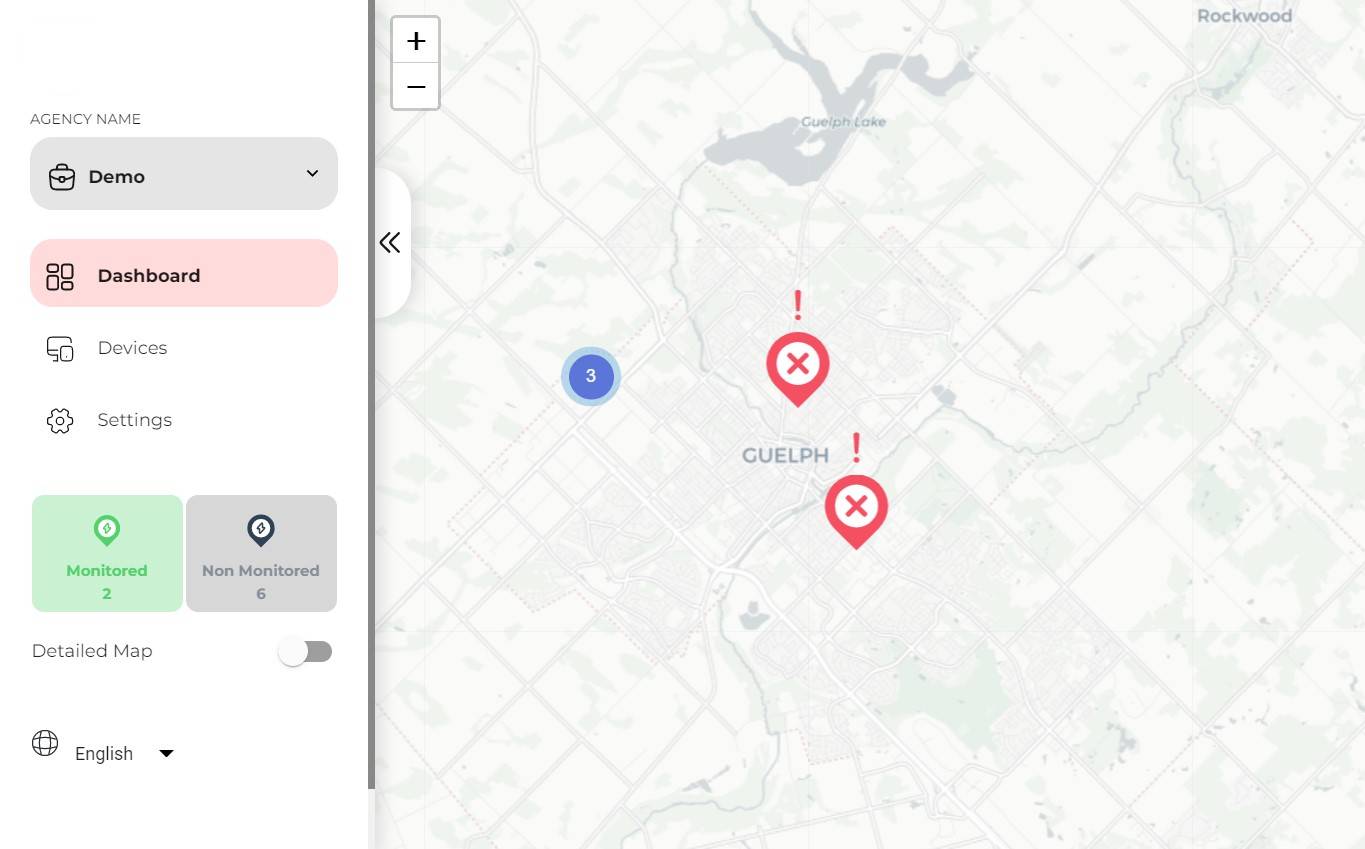 AGENCY NAME
Demo
Dashboard
Devices
Settings
Monitored
2
Non Monitored
6
Detailed Map
English
+
−
Rockwood
Guelph Lake
!
3
GUELPH
!